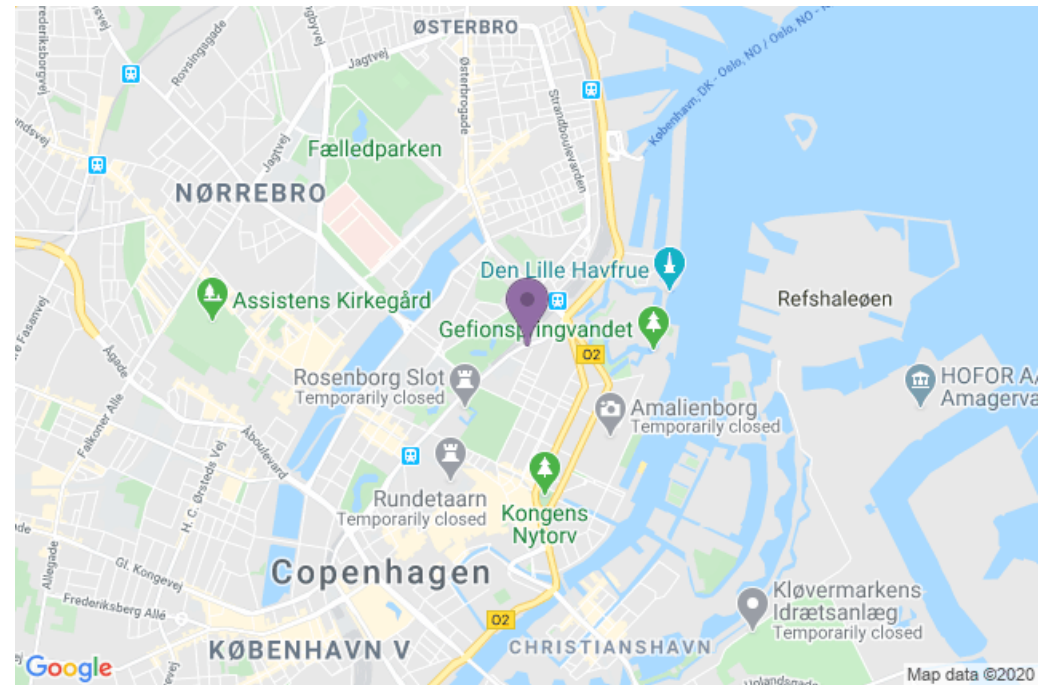 ØSTERBRO
Frederiksborgvej
Rovsingsgade
Jagtvej
Østerbrogade
Strandboulevarden
København, DK - Oslo, NO / Oslo, NO -
Fælledparken
Jagtvej
NØRREBRO
Den Lille Havfrue
Refshaleøen
Assistens Kirkegård
Gefionspringvandet
O2
Rosenborg Slot
Temporarily closed
HOFOR
Amagerva
Amalienborg
Temporarily closed
Ågade
Falkoner Alle
Åboulevard
H. C. Ørsteds Vej
Rundetaarn
Temporarily closed
Kongens
Nytorv
Allegade
Gl. Kongevej
Copenhagen
Frederiksberg Allé
O2
Kløvermarkens
Idrætsanlæg
Temporarily closed
KØBENHAVN V
CHRISTIANSHAVN
Google
Map data ©2020